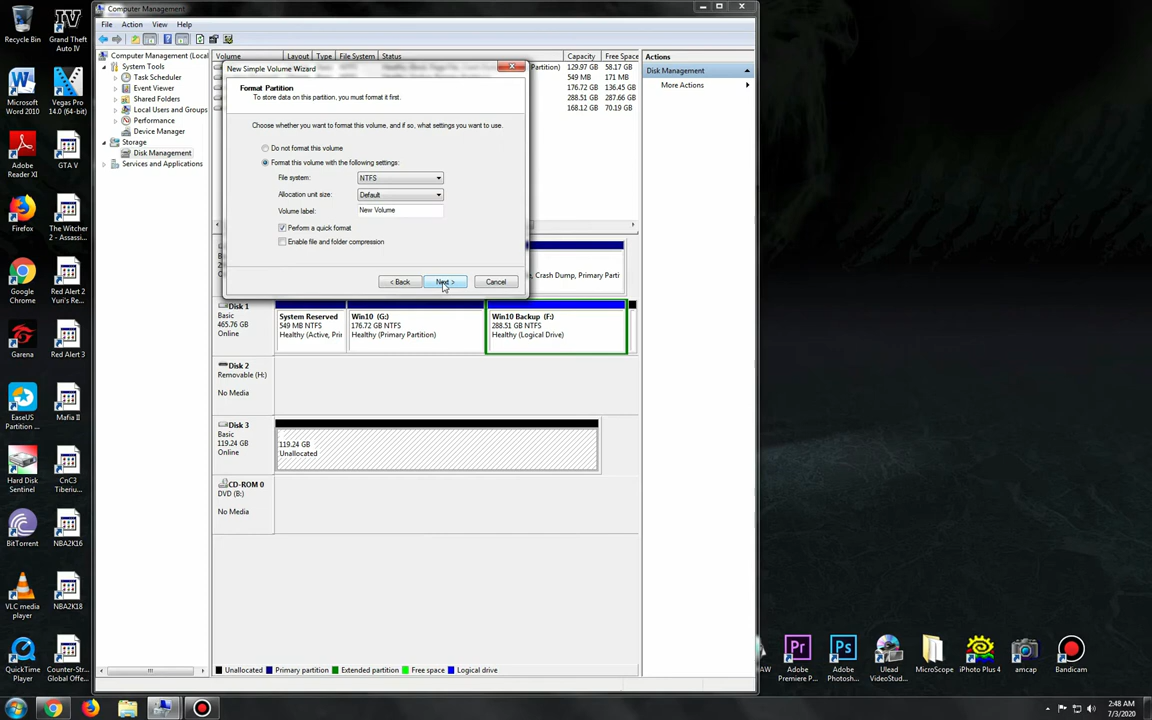 Computer Management
File Action View Help
Computer Management (Local
System Tools
Task Scheduler
Event Viewer
Shared Folders
Local Users and Groups
Performance
Device Manager
Storage
Disk Management
Services and Applications
Volume Layout Type File System Status Capacity Free Space
Partition) 129.97 GB 58.17 GB
549 MB 171 MB
176.72 GB 136.45 GB
288.51 GB 287.66 GB
168.12 GB 70.19 GB
Actions
Disk Management
More Actions
New Simple Volume Wizard
Format Partition
To store data on this partition, you must format it first.
Choose whether you want to format this volume, and if so, what settings you want to use.
Do not format this volume
Format this volume with the following settings:
File system: NTFS
Allocation unit size: Default
Volume label: New Volume
Perform a quick format
Enable file and folder compression
< Back Next > Cancel
, Crash Dump, Primary Parti
Disk 1
Basic
465.76 GB
Online
System Reserved
549 MB NTFS
Healthy (Active, Pri
Win10 (G:)
176.72 GB NTFS
Healthy (Primary Partition)
Win10 Backup (F:)
288.51 GB NTFS
Healthy (Logical Drive)
Disk 2
Removable (H:)
No Media
Disk 3
Basic
119.24 GB
Online
119.24 GB
Unallocated
CD-ROM 0
DVD (B:)
No Media
Unallocated Primary partition Extended partition Free space Logical drive
Recycle Bin
Grand Theft Auto IV
Microsoft Word 2010
Vegas Pro 14.0 (64-bit)
Adobe Reader XI
GTA V
Firefox
The Witcher 2 - Assassi...
Google Chrome
Red Alert 2 Yuri's Re...
Garena
Red Alert 3
EaseUS Partition ...
Mafia II
Hard Disk Sentinel
CnC3 Tiberiu...
BitTorrent
NBA2K16
VLC media player
NBA2K18
QuickTime Player
Counter-Str... Global Offe...
Adobe Premiere P...
Adobe Photosh...
Ulead VideoStud...
MicroScope
iPhoto Plus 4
amcap
Bandicam
2:48 AM
7/3/2020